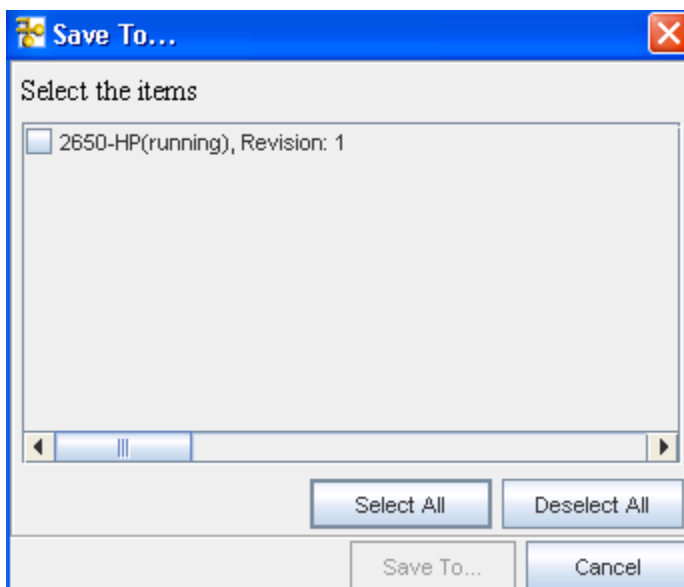 Save To...
Select the items
2650-HP(running), Revision: 1
Select All Deselect All
Save To... Cancel